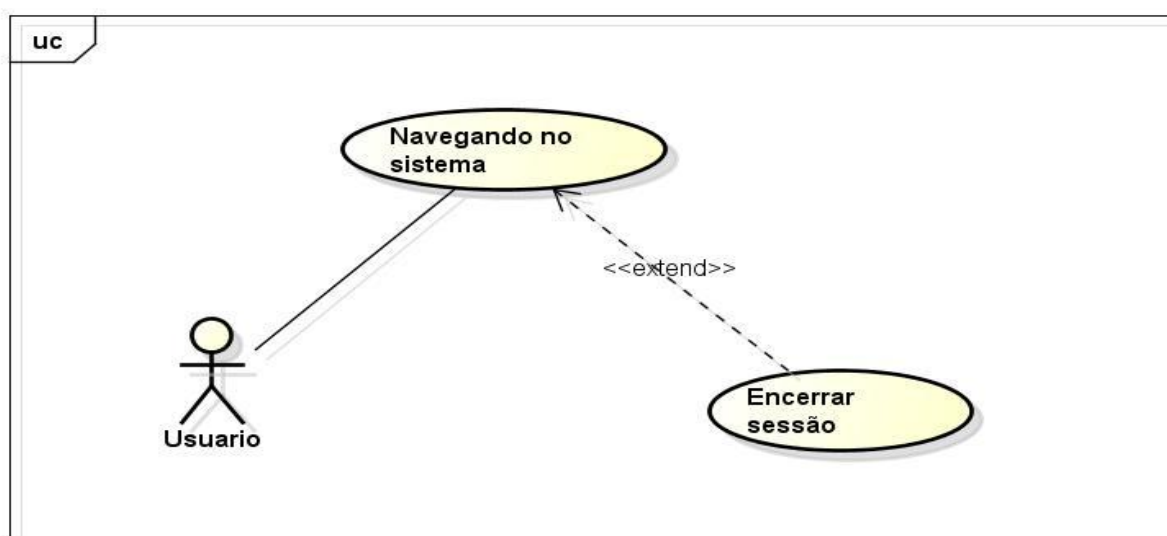 uc
Navegando no
sistema
<<extend>>
Encerrar
sessão
Usuario